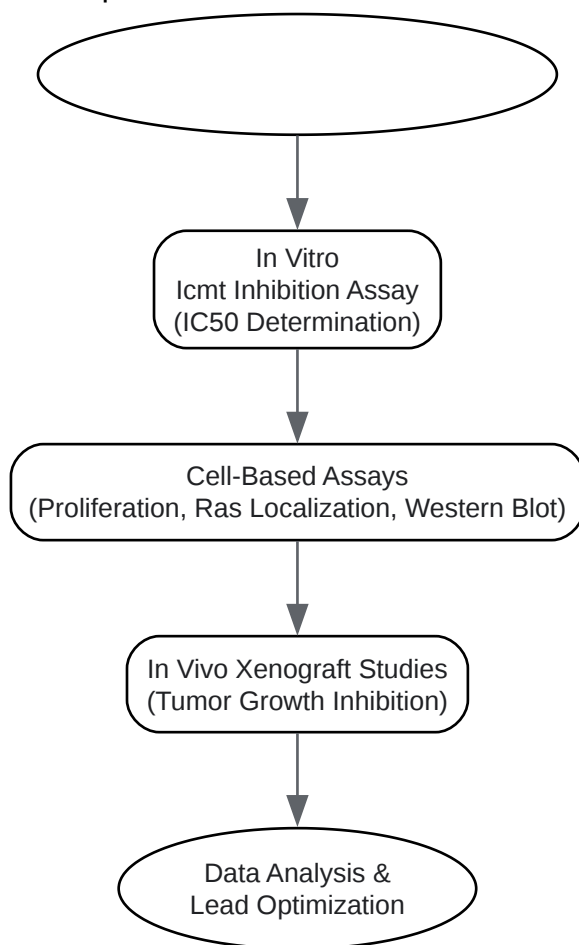 In Vitro
Icmt Inhibition Assay
(IC50 Determination)
Cell-Based Assays
(Proliferation, Ras Localization, Western Blot)
In Vivo Xenograft Studies
(Tumor Growth Inhibition)
Data Analysis &
Lead Optimization